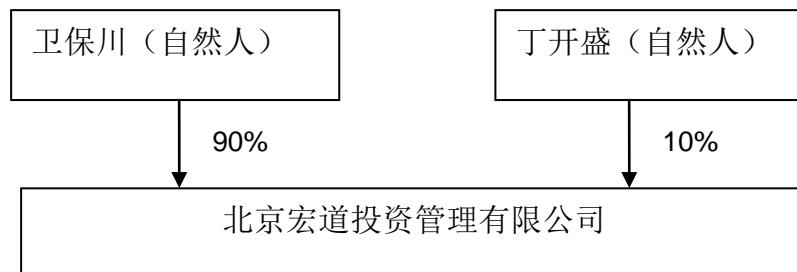 卫保川（自然人）
丁开盛（自然人）
90%
10%
北京宏道投资管理有限公司